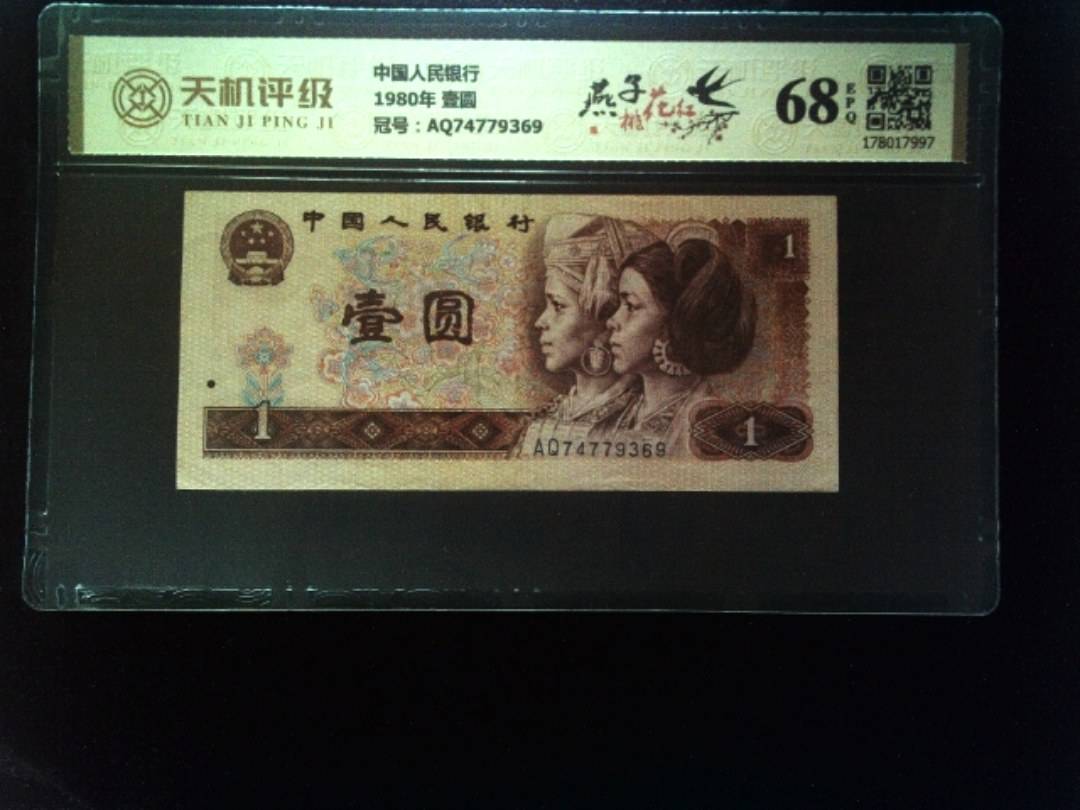 天机评级
TIAN JI PING JI
中国人民银行
1980年 壹圆
冠号：AQ74779369
燕子
桃花红
68
EPQ
178017997
中国人民银行
1
壹圆
1
AQ74779369
1